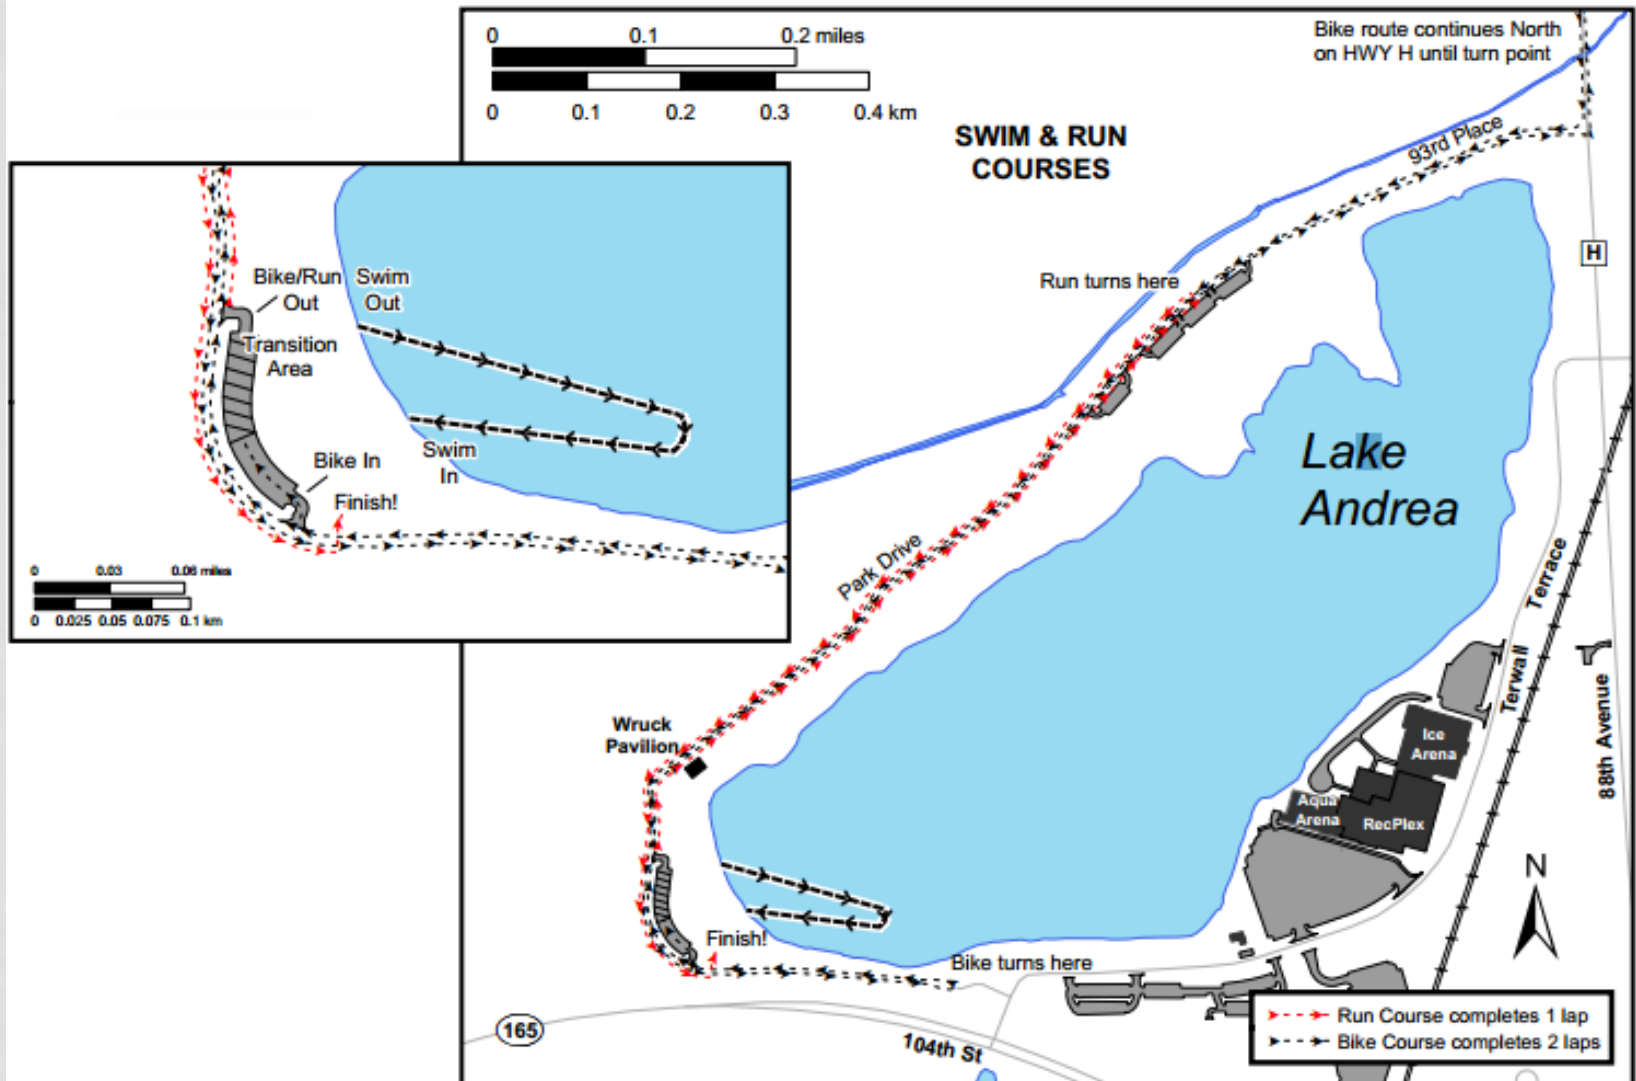 0 0.1 0.2 miles
0 0.1 0.2 0.3 0.4 km
Bike route continues North
on HWY H until turn point
SWIM & RUN
COURSES
93rd Place
H
Run turns here
Bike/Run
Out
Swim
Out
Transition
Area
Swim
In
Bike In
Finish!
0 0.03 0.06 miles
0 0.025 0.05 0.075 0.1 km
Lake
Andrea
Park Drive
Terwall Terrace
88th Avenue
Wruck
Pavilion
Ice
Arena
Aqua
Arena
RecPlex
N
Finish!
Bike turns here
165
104th St
Run Course completes 1 lap
Bike Course completes 2 laps